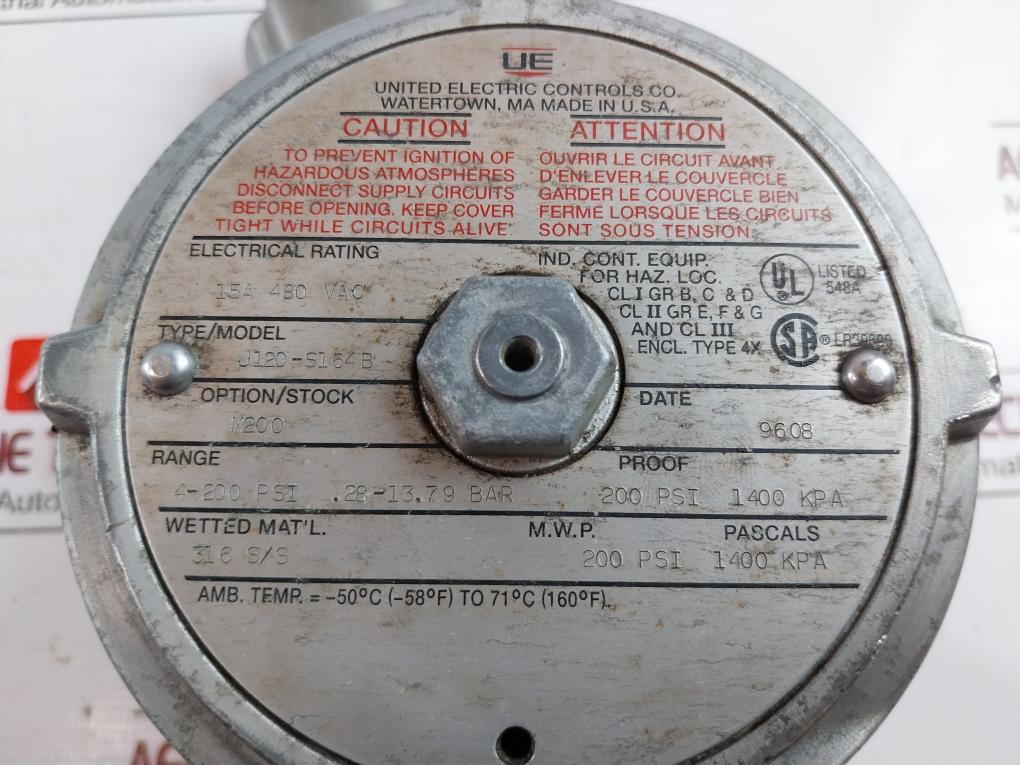 UE
UNITED ELECTRIC CONTROLS CO.
WATERTOWN, MA MADE IN U.S.A.
CAUTION
TO PREVENT IGNITION OF
HAZARDOUS ATMOSPHERES
DISCONNECT SUPPLY CIRCUITS
BEFORE OPENING. KEEP COVER
TIGHT WHILE CIRCUITS ALIVE
ATTENTION
OUVRIR LE CIRCUIT AVANT
D'ENLEVER LE COUVERCLE
GARDER LE COUVERCLE BIEN
FERMÉ LORSQUE LES CIRCUITS
SONT SOUS TENSION.
ELECTRICAL RATING
15A 480 VAC
IND. CONT. EQUIP.
FOR HAZ. LOC.
CL I GR B, C & D
CL II GR E, F & G
AND CL III
ENCL. TYPE 4X
UL ®
LISTED
548A
SA ®
TYPE/MODEL
J120-S164B
OPTION/STOCK
M200
DATE
9608
RANGE
4-200 PSI .28-13.79 BAR
PROOF
200 PSI 1400 KPA
WETTED MAT'L.
316 S/S
M.W.P. PASCALS
200 PSI 1400 KPA
AMB. TEMP. = -50°C (-58°F) TO 71°C (160°F).